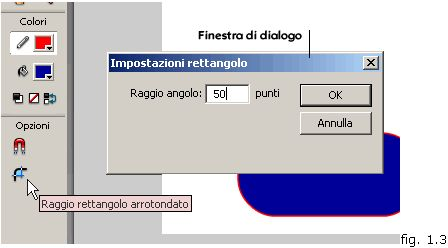 Colori
Finestra di dialogo
Impostazioni rettangolo
Raggio angolo: 50 punti
OK
Annulla
Opzioni
Raggio rettangolo arrotondato
fig. 1.3